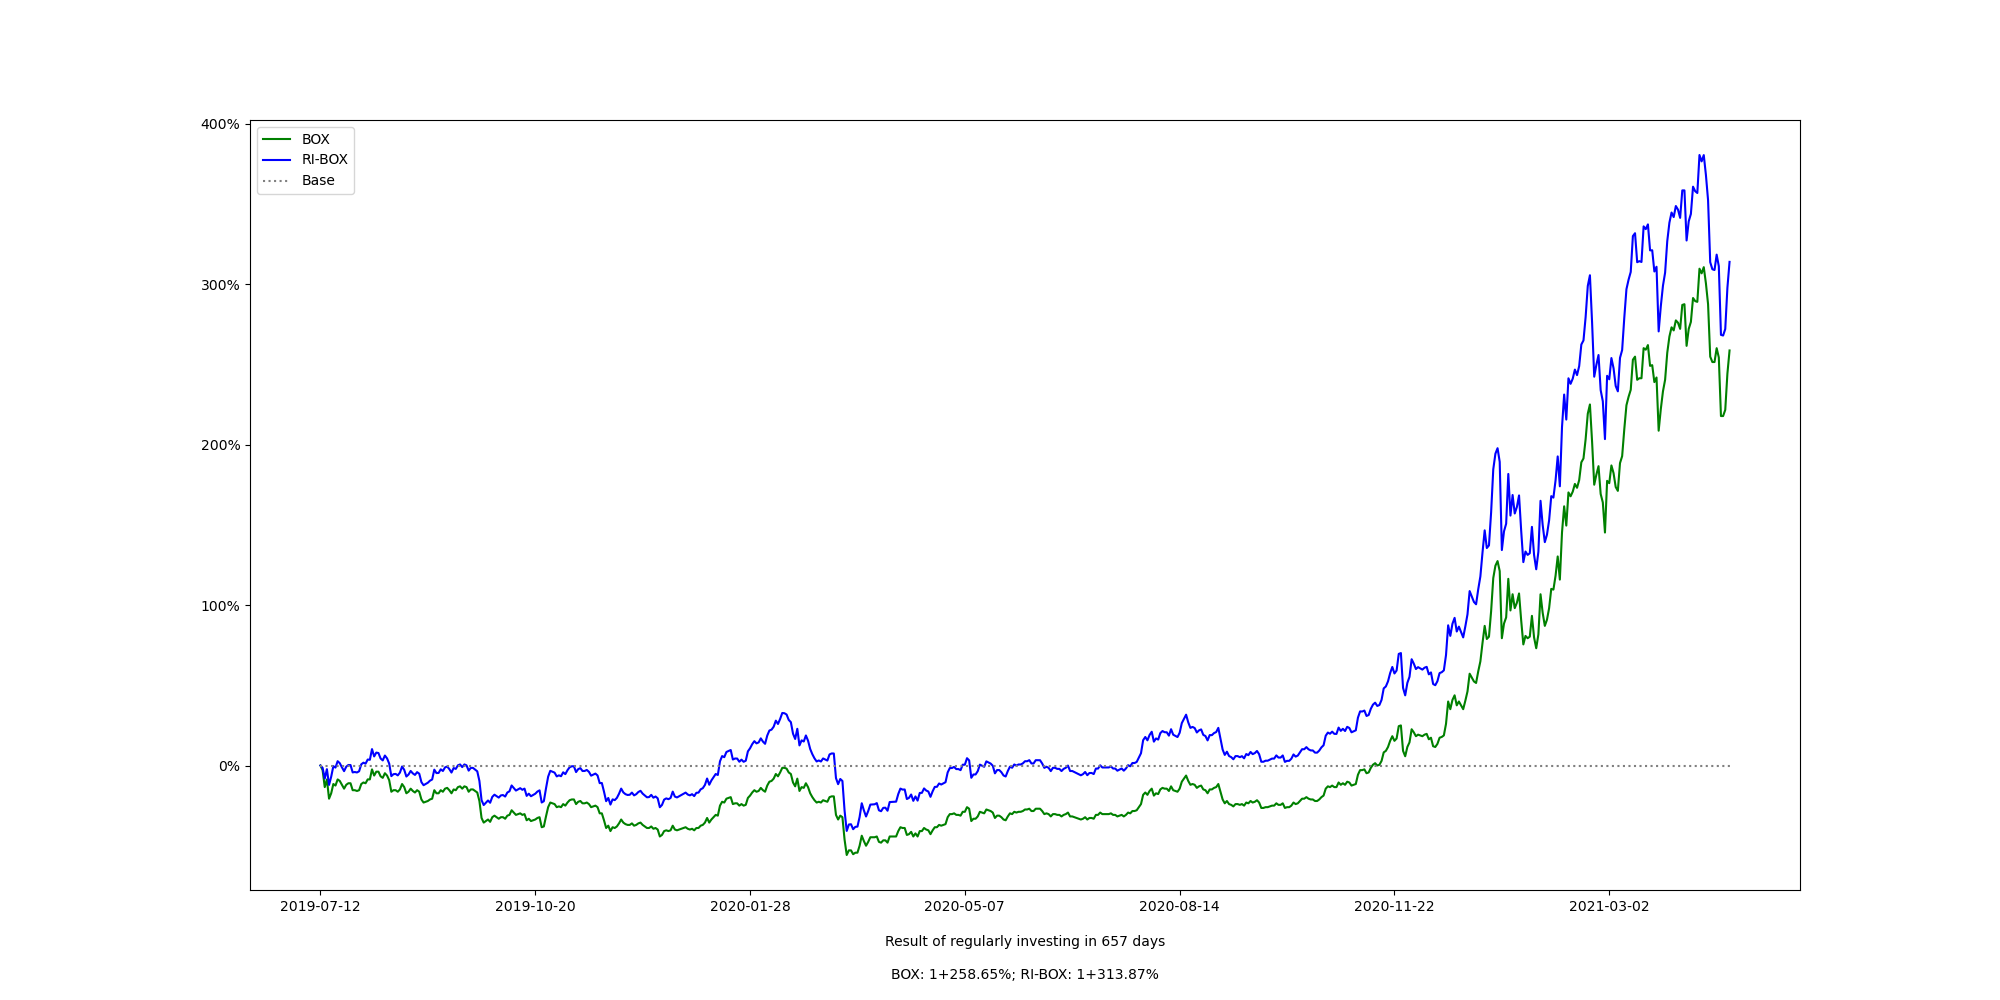 400%
300%
200%
100%
0%
BOX
RI-BOX
Base
2019-07-12 2019-10-20 2020-01-28 2020-05-07 2020-08-14 2020-11-22 2021-03-02
Result of regularly investing in 657 days
BOX: 1+258.65%; RI-BOX: 1+313.87%